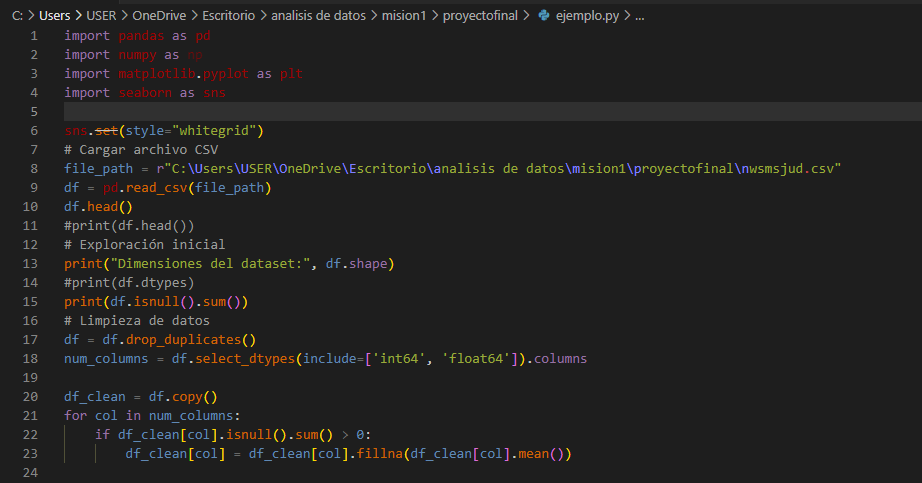 C: > Users > USER > OneDrive > Escritorio > analisis de datos > mision1 > proyectofinal > ejemplo.py > ...
1 import pandas as pd
2 import numpy as np
3 import matplotlib.pyplot as plt
4 import seaborn as sns
5
6 sns.set(style="whitegrid")
7 # Cargar archivo CSV
8 file_path = r"C:\Users\USER\OneDrive\Escritorio\analisis de datos\mision1\proyectofinal\nwsmsjud.csv"
9 df = pd.read_csv(file_path)
10 df.head()
11 #print(df.head())
12 # Exploración inicial
13 print("Dimensiones del dataset:", df.shape)
14 #print(df.dtypes)
15 print(df.isnull().sum())
16 # Limpieza de datos
17 df = df.drop_duplicates()
18 num_columns = df.select_dtypes(include=['int64', 'float64']).columns
19
20 df_clean = df.copy()
21 for col in num_columns:
22     if df_clean[col].isnull().sum() > 0:
23         df_clean[col] = df_clean[col].fillna(df_clean[col].mean())
24